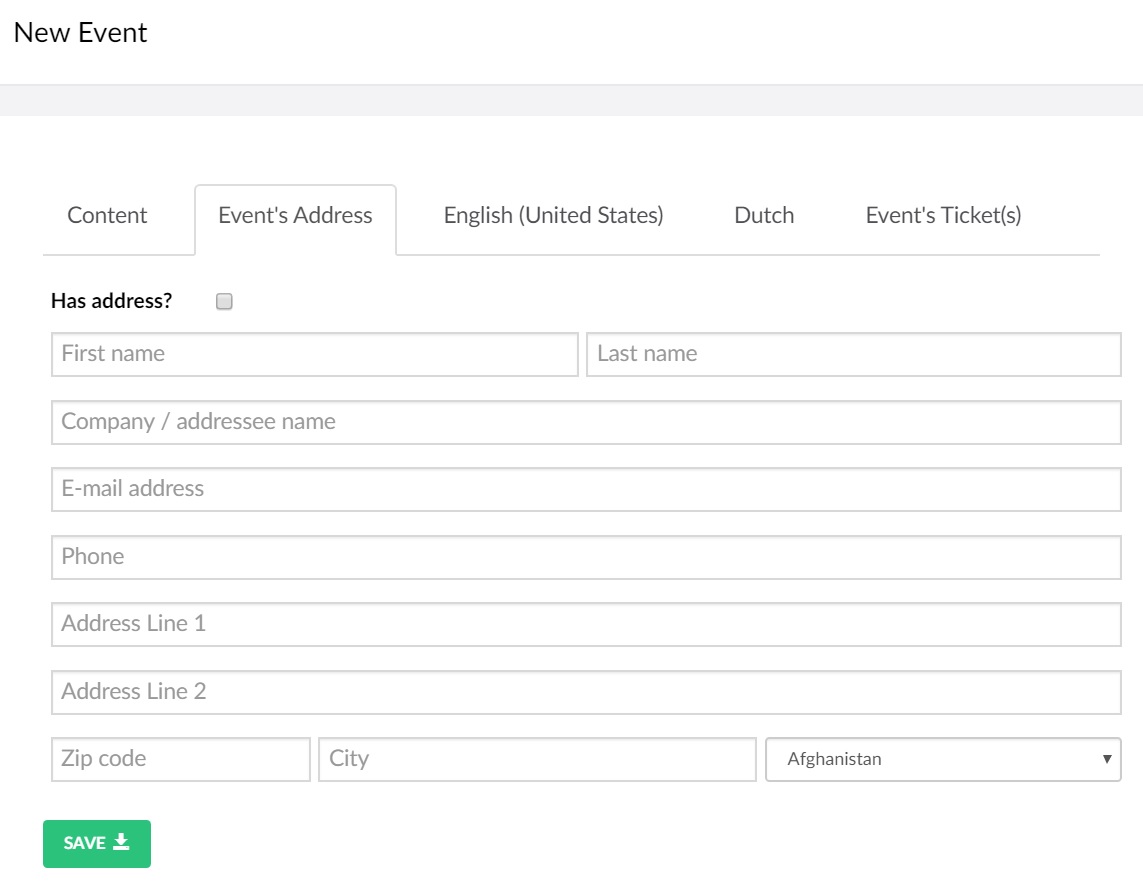 New Event
Content Event's Address English (United States) Dutch Event's Ticket(s)
Has address?
First name Last name
Company / addressee name
E-mail address
Phone
Address Line 1
Address Line 2
Zip code City Afghanistan
SAVE